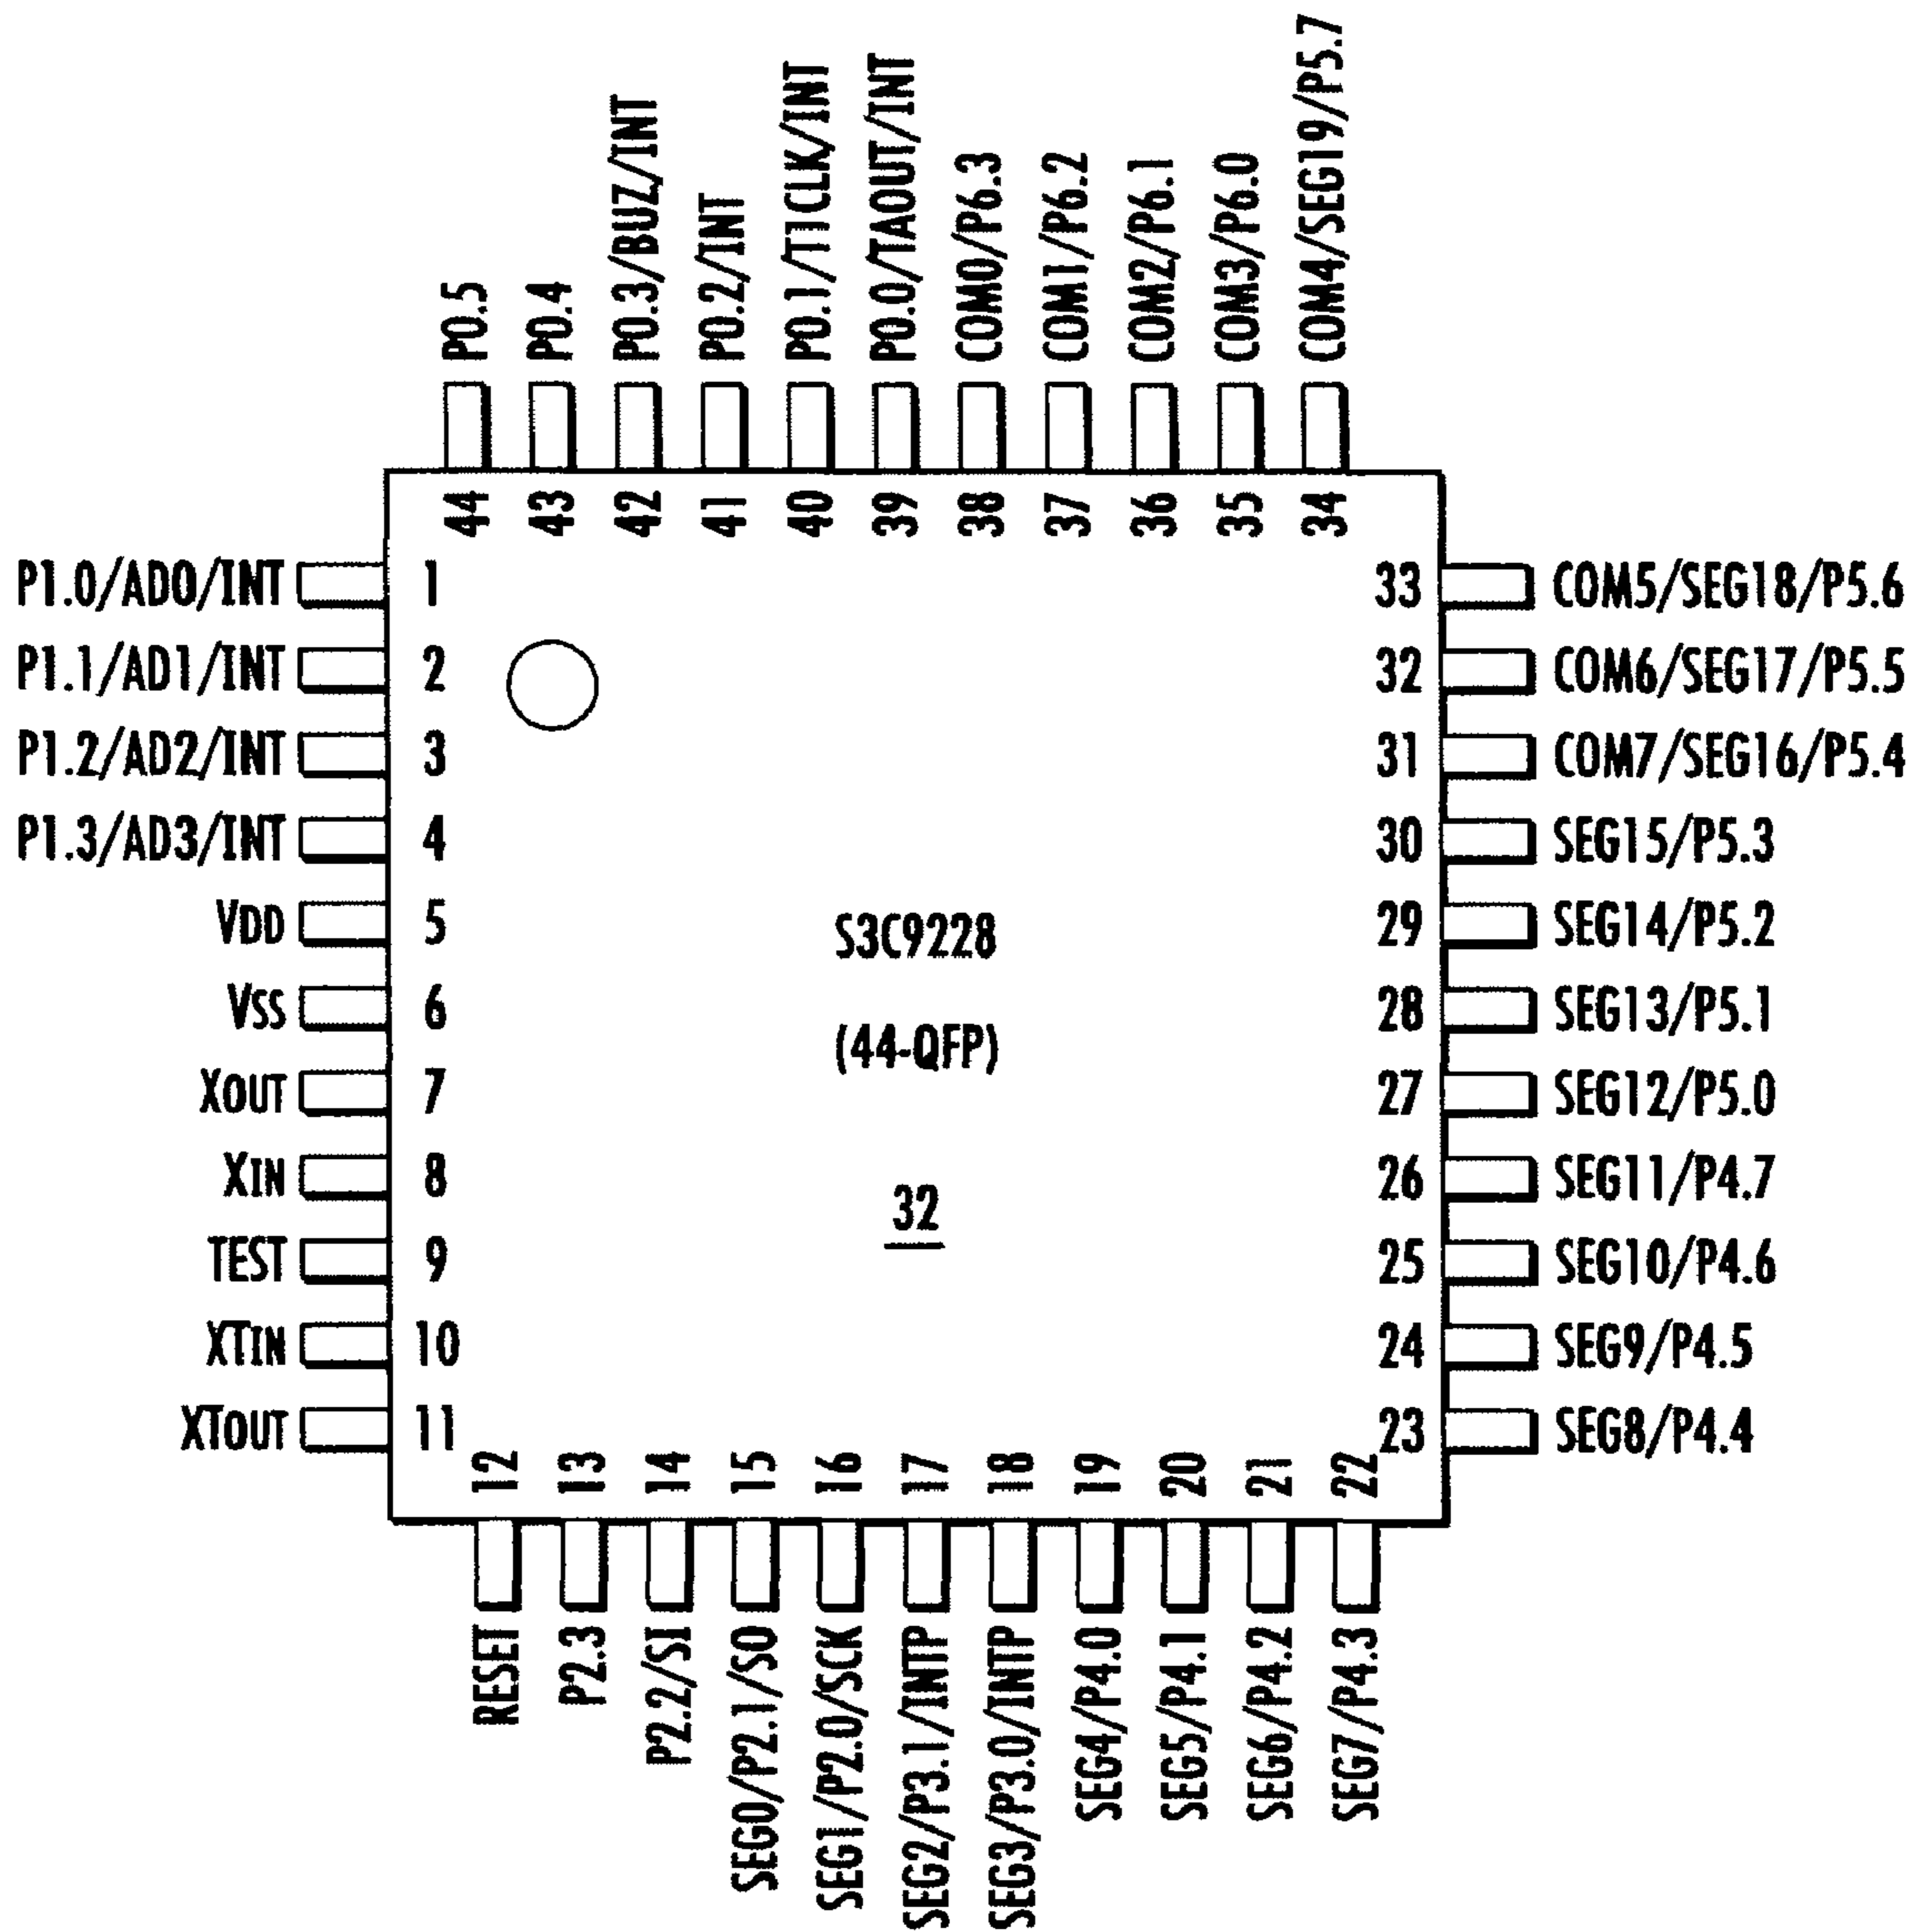 P0.5
P0.4
P0.3/BUZ/INT
P0.2/INT
P0.1/T1CLK/INT
P0.0/TAOUT/INT
COM0/P6.3
COM1/P6.2
COM2/P6.1
COM3/P6.0
COM4/SEG19/P5.7
44
43
42
41
40
39
38
37
36
35
34
P1.0/AD0/INT 1
P1.1/AD1/INT 2
P1.2/AD2/INT 3
P1.3/AD3/INT 4
VDD 5
VSS 6
XOUT 7
XIN 8
TEST 9
XTIN 10
XTOUT 11
S3C9228
(44-QFP)
32
33 COM5/SEG18/P5.6
32 COM6/SEG17/P5.5
31 COM7/SEG16/P5.4
30 SEG15/P5.3
29 SEG14/P5.2
28 SEG13/P5.1
27 SEG12/P5.0
26 SEG11/P4.7
25 SEG10/P4.6
24 SEG9/P4.5
23 SEG8/P4.4
12
13
14
15
16
17
18
19
20
21
22
RESET
P2.3
P2.2/SI
SEG0/P2.1/SO
SEG1/P2.0/SCK
SEG2/P3.1/INTP
SEG3/P3.0/INTP
SEG4/P4.0
SEG5/P4.1
SEG6/P4.2
SEG7/P4.3